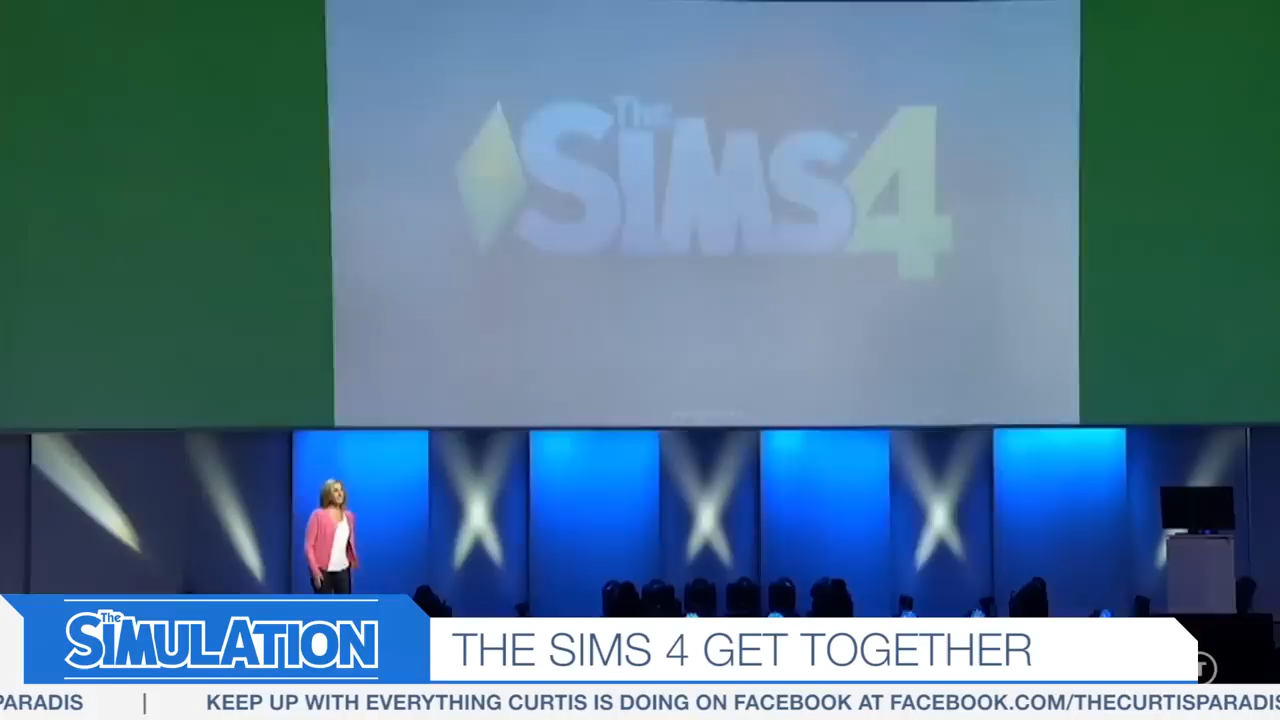 The SiMS 4
The SiMULATION
THE SIMS 4 GET TOGETHER
PARADIS | KEEP UP WITH EVERYTHING CURTIS IS DOING ON FACEBOOK AT FACEBOOK.COM/THECURTISPARADIS